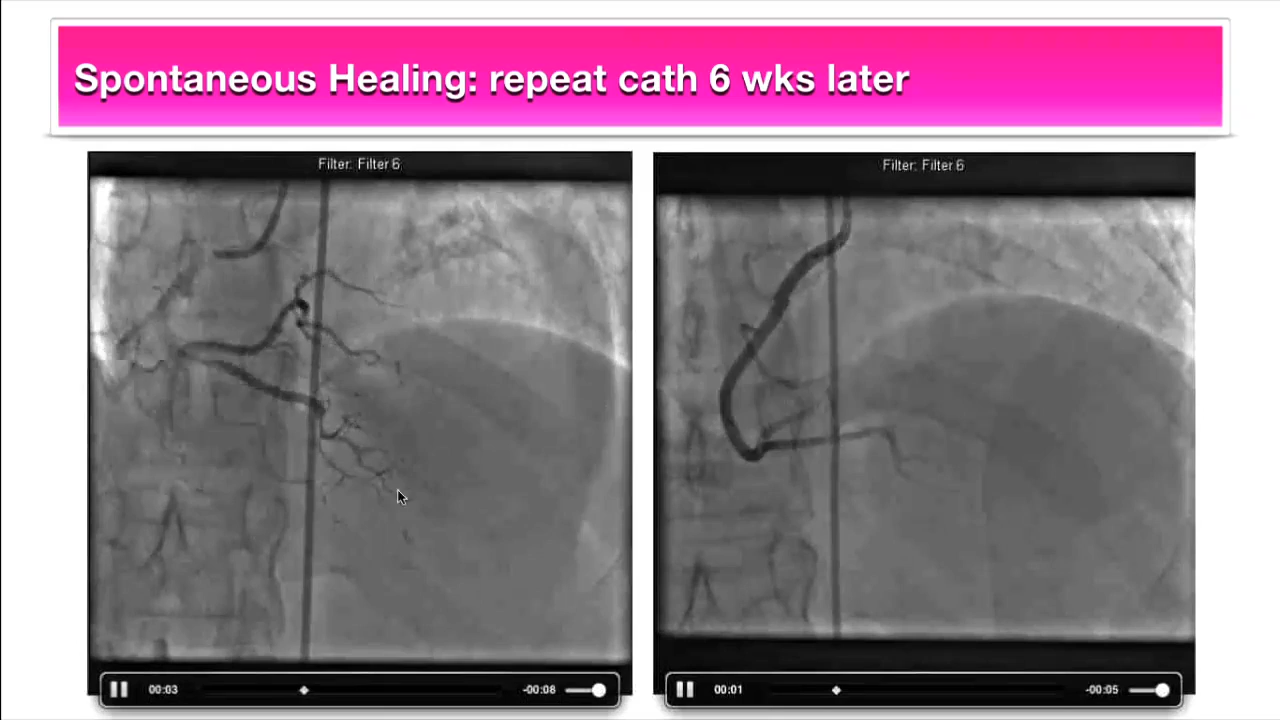 Spontaneous Healing: repeat cath 6 wks later
Filter: Filter 6
Filter: Filter 6
00:03
-00:08
00:01
-00:05